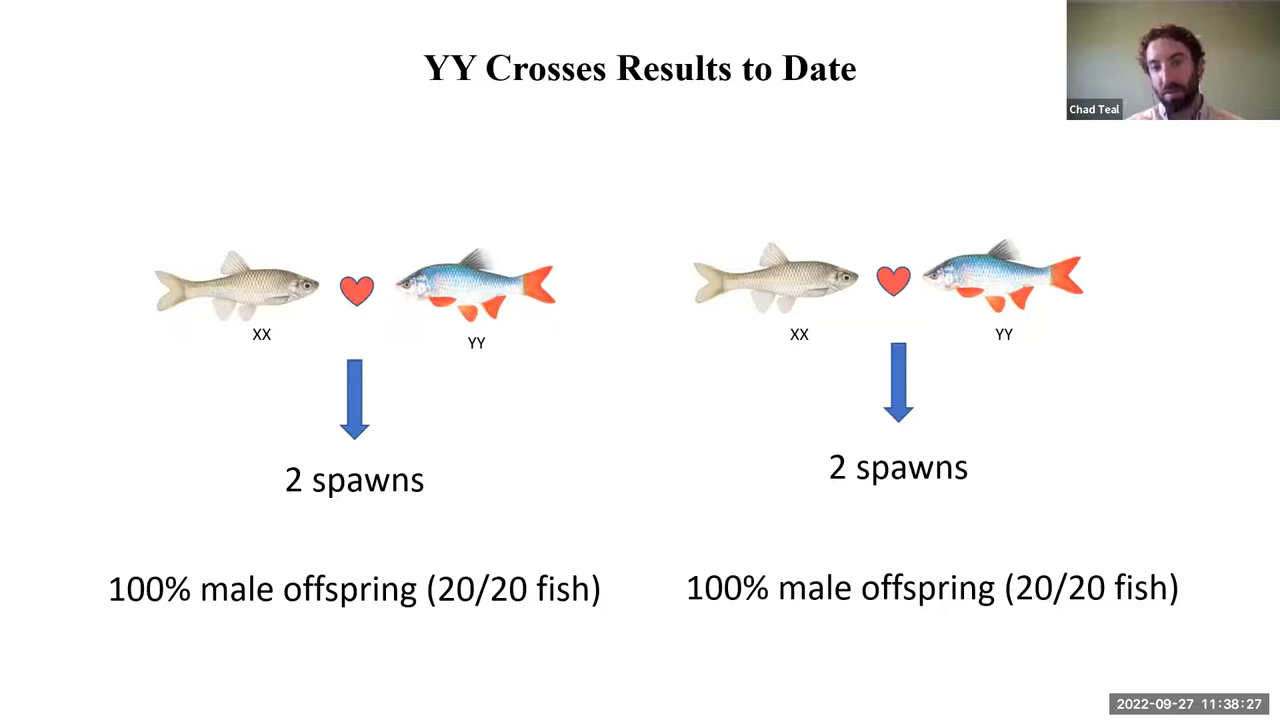 YY Crosses Results to Date
Chad Teal
XX
YY
XX
YY
2 spawns
2 spawns
100% male offspring (20/20 fish)
100% male offspring (20/20 fish)
2022-09-27 11:38:27